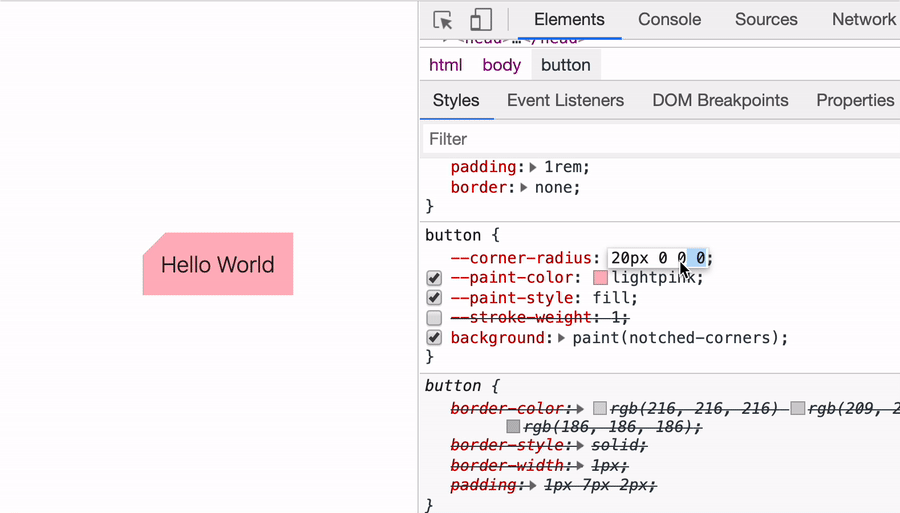 Hello World
Elements Console Sources Network
<head>…</head>
html body button
Styles Event Listeners DOM Breakpoints Properties
Filter
padding: 1rem;
border: none;
}
button {
--corner-radius: 20px 0 0 0;
--paint-color: lightpink;
--paint-style: fill;
--stroke-weight: 1;
background: paint(notched-corners);
}
button {
border-color: rgb(216, 216, 216) rgb(209, 2
rgb(186, 186, 186);
border-style: solid;
border-width: 1px;
padding: 1px 7px 2px;
}